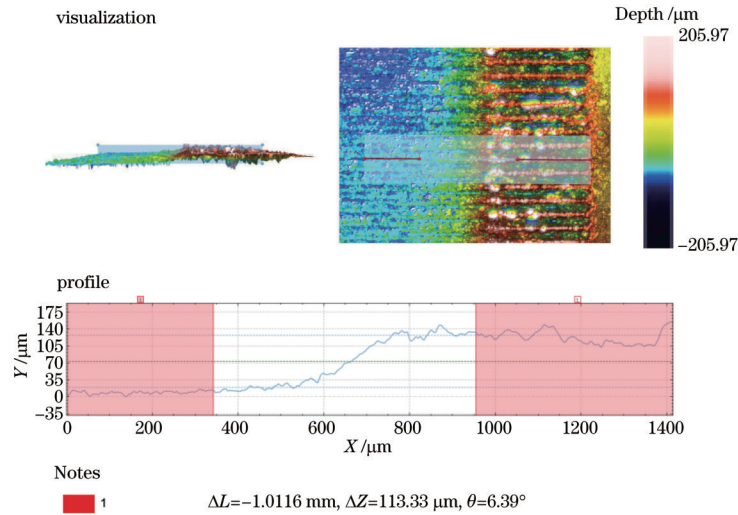 visualization
Depth /μm
205.97
−205.97
profile
Y/μm
175
140
105
70
35
0
−35
0 200 400 600 800 1000 1200 1400
X/μm
Notes
1
ΔL=−1.0116 mm, ΔZ=113.33 μm, θ=6.39°